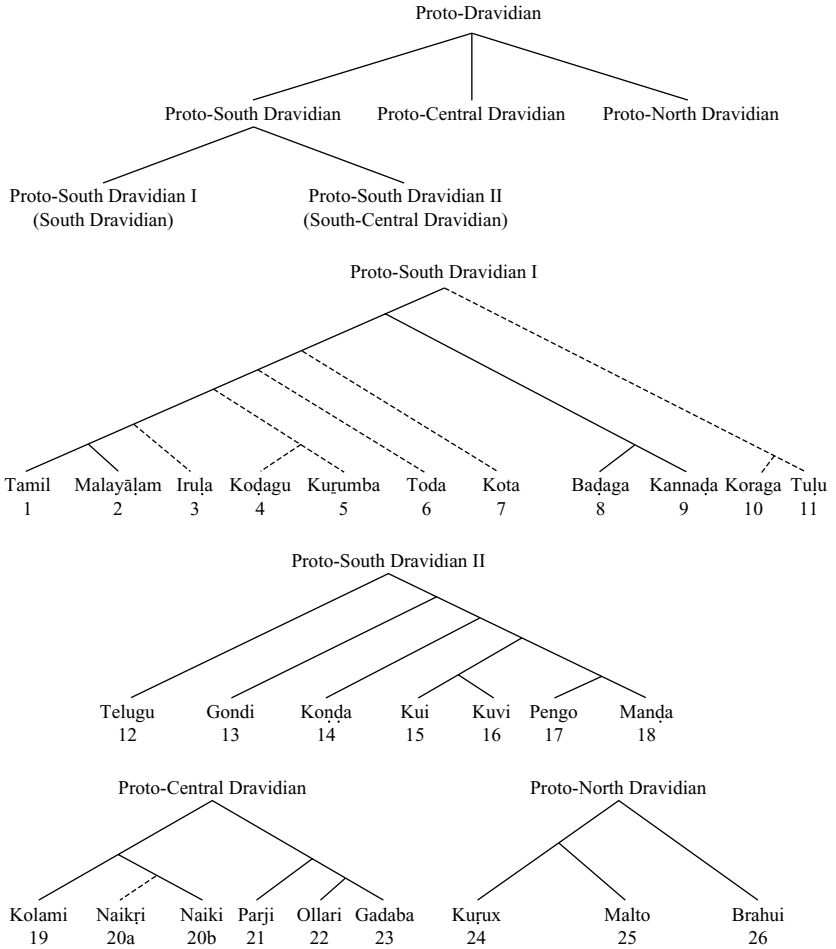 Proto-Dravidian
Proto-South Dravidian Proto-Central Dravidian Proto-North Dravidian
Proto-South Dravidian I Proto-South Dravidian II
(South Dravidian) (South-Central Dravidian)
Proto-South Dravidian I
Tamil Malayāḷam Iruḷa Koḍagu Kuṟumba Toda Kota Baḍaga Kannaḍa Koraga Tuḷu
1 2 3 4 5 6 7 8 9 10 11
Proto-South Dravidian II
Telugu Gondi Koṇḍa Kui Kuvi Pengo Manḍa
12 13 14 15 16 17 18
Proto-Central Dravidian Proto-North Dravidian
Kolami Naikṛi Naiki Parji Ollari Gadaba Kuṛux Malto Brahui
19 20a 20b 21 22 23 24 25 26